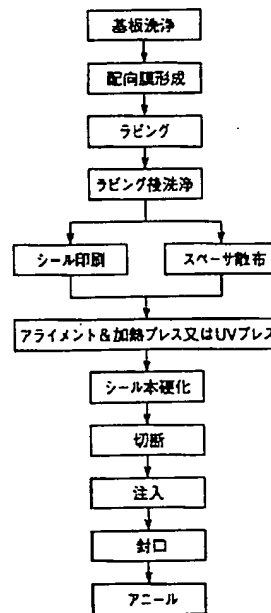 基板洗浄
配向膜形成
ラビング
ラビング後洗浄
シール印刷
スペーサ散布
アライメント&加熱プレス又はUVプレス
シール本硬化
切断
注入
封口
アニール